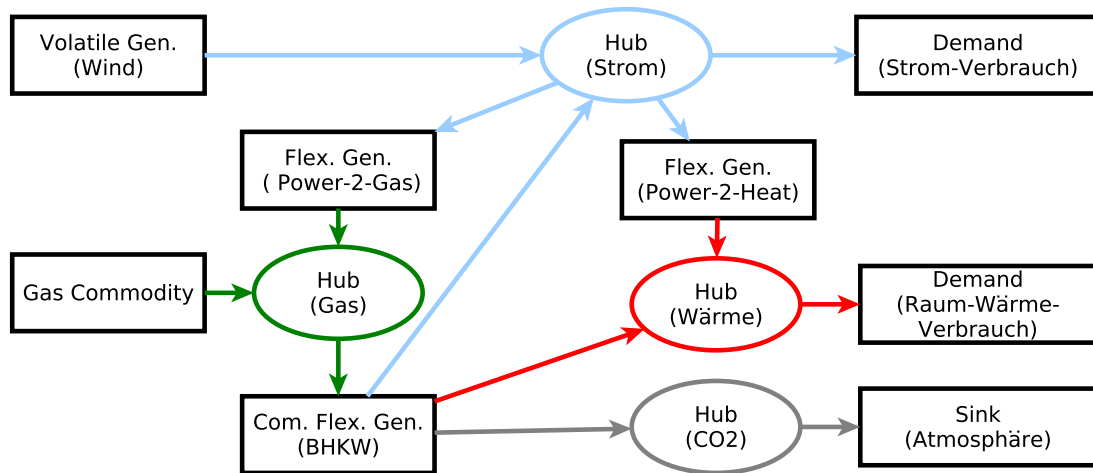 Volatile Gen.
(Wind)
Hub
(Strom)
Demand
(Strom-Verbrauch)
Flex. Gen.
( Power-2-Gas)
Flex. Gen.
(Power-2-Heat)
Gas Commodity
Hub
(Gas)
Hub
(Wärme)
Demand
(Raum-Wärme-
Verbrauch)
Com. Flex. Gen.
(BHKW)
Hub
(CO2)
Sink
(Atmosphäre)